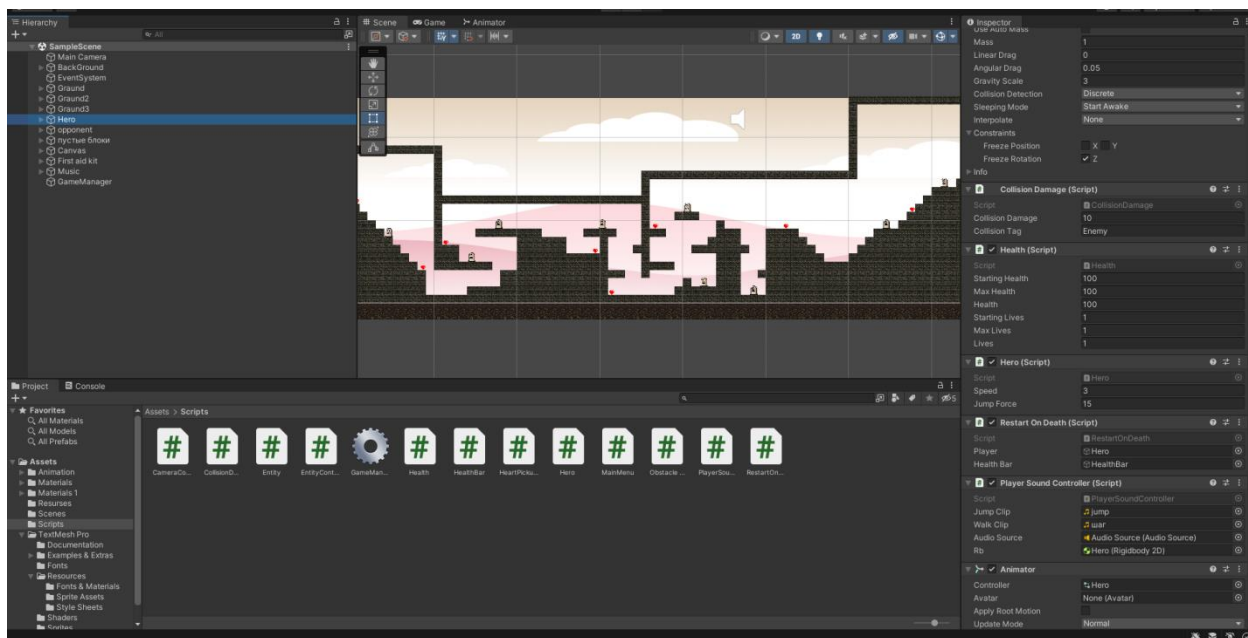 Hierarchy
All
SampleScene
Main Camera
BackGround
EventSystem
Graund
Graund2
Graund3
Hero
opponent
пустые блоки
Canvas
First aid kit
Music
GameManager
Scene
Game
Animator
2D
Inspector
Use Auto Mass
Mass 1
Linear Drag 0
Angular Drag 0.05
Gravity Scale 3
Collision Detection Discrete
Sleeping Mode Start Awake
Interpolate None
Constraints
Freeze Position X Y
Freeze Rotation Z
Info
Collision Damage (Script)
Script CollisionDamage
Collision Damage 10
Collision Tag Enemy
Health (Script)
Script Health
Starting Health 100
Max Health 100
Health 100
Starting Lives 1
Max Lives 1
Lives 1
Hero (Script)
Script Hero
Speed 3
Jump Force 15
Restart On Death (Script)
Script RestartOnDeath
Player Hero
Health Bar HealthBar
Player Sound Controller (Script)
Script PlayerSoundController
Jump Clip jump
Walk Clip шаг
Audio Source Audio Source (Audio Source)
Rb Hero (Rigidbody 2D)
Animator
Controller Hero
Avatar None (Avatar)
Apply Root Motion
Update Mode Normal
Project Console
Favorites
All Materials
All Models
All Prefabs
Assets
Animation
Materials
Materials 1
Resurses
Scenes
Scripts
TextMesh Pro
Documentation
Examples & Extras
Fonts
Resources
Fonts & Materials
Sprite Assets
Style Sheets
Shaders
Sprites
Assets > Scripts
5
CameraCo...
CollisionD...
Entity
EntityCont...
GameMan...
Health
HealthBar
HeartPicku...
Hero
MainMenu
Obstacle ...
PlayerSou...
RestartOn...